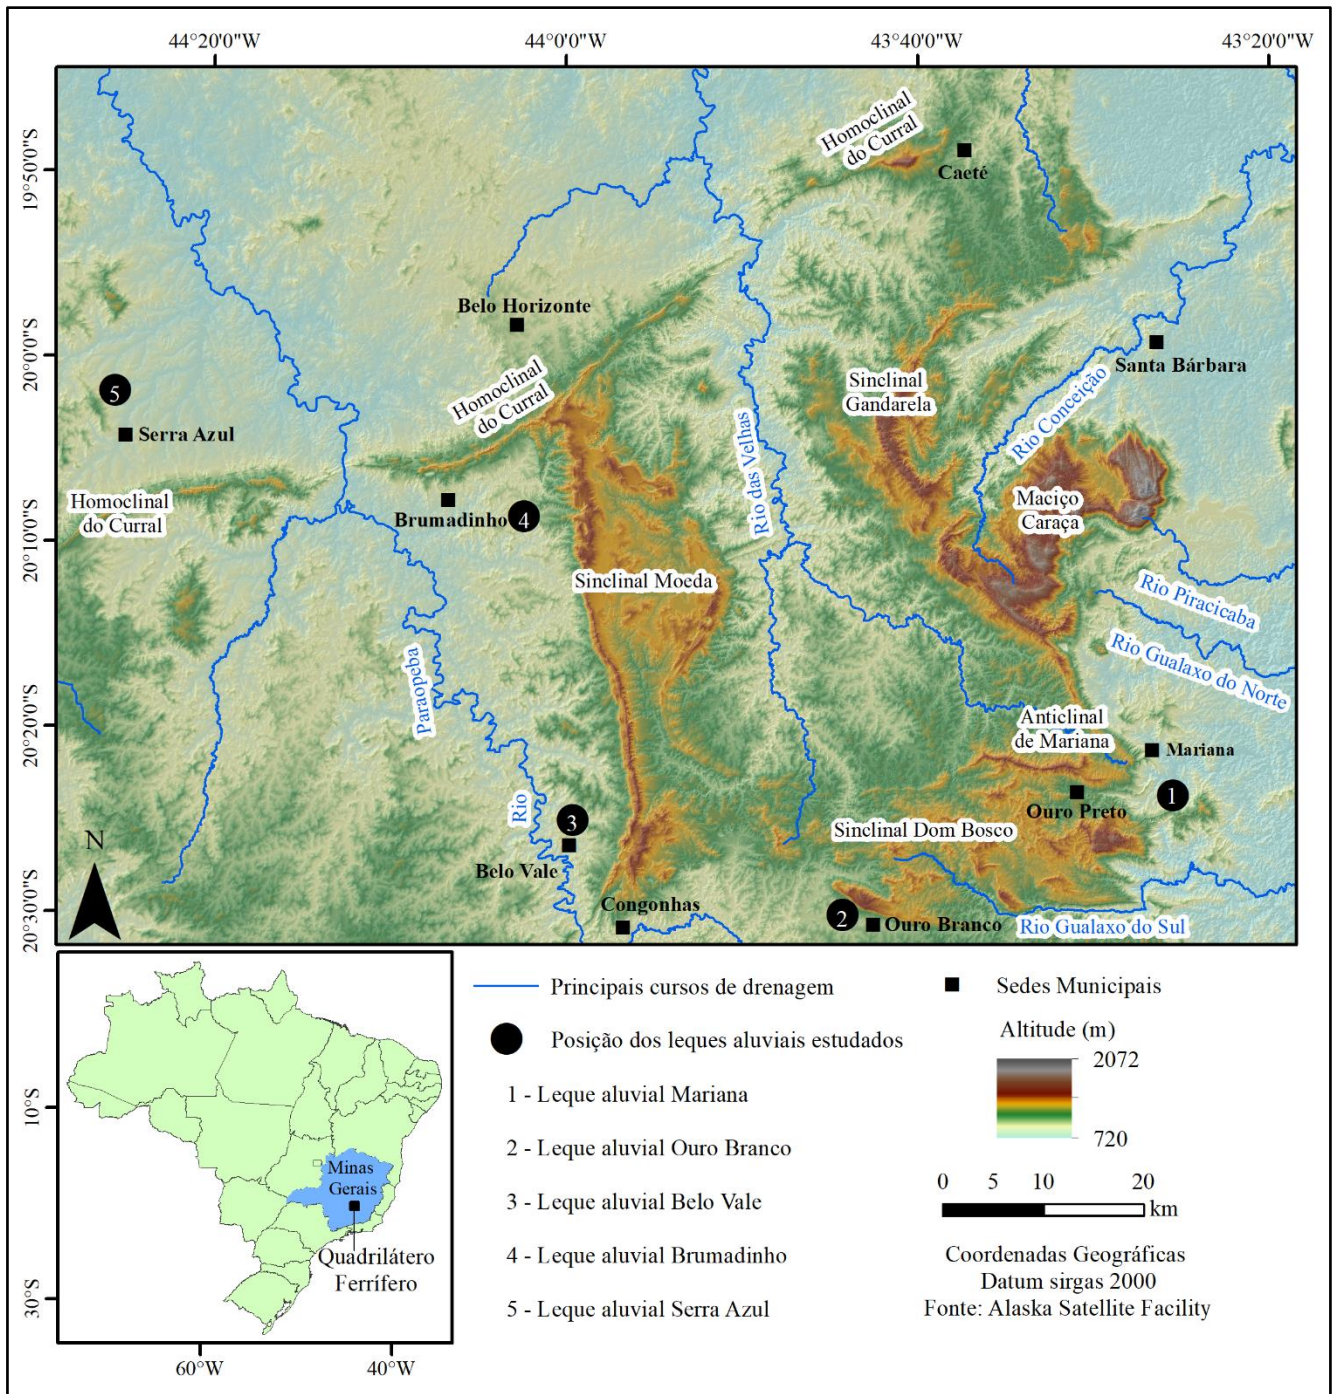 44°20'0"W
44°0'0"W
43°40'0"W
43°20'0"W
19°50'0"S
20°0'0"S
20°10'0"S
20°20'0"S
20°30'0"S
Homoclinal
do Curral
Caeté
Belo Horizonte
Homoclinal
do Curral
Santa Bárbara
Sinclinal
Gandarela
Rio Conceição
5
Serra Azul
Rio das Velhas
Homoclinal
do Curral
Brumadinho
4
Maciço
Caraça
Sinclinal Moeda
Rio Piracicaba
Rio Gualaxo do Norte
Paraopeba
Rio
Anticlinal
de Mariana
Mariana
1
Ouro Preto
3
Belo Vale
Sinclinal Dom Bosco
N
Congonhas
2
Ouro Branco
Rio Gualaxo do Sul
10°S
30°S
60°W
40°W
Minas
Gerais
Quadrilátero
Ferrífero
Principais cursos de drenagem
Posição dos leques aluviais estudados
1 - Leque aluvial Mariana
2 - Leque aluvial Ouro Branco
3 - Leque aluvial Belo Vale
4 - Leque aluvial Brumadinho
5 - Leque aluvial Serra Azul
Sedes Municipais
Altitude (m)
2072
720
0 5 10 20
km
Coordenadas Geográficas
Datum sirgas 2000
Fonte: Alaska Satellite Facility